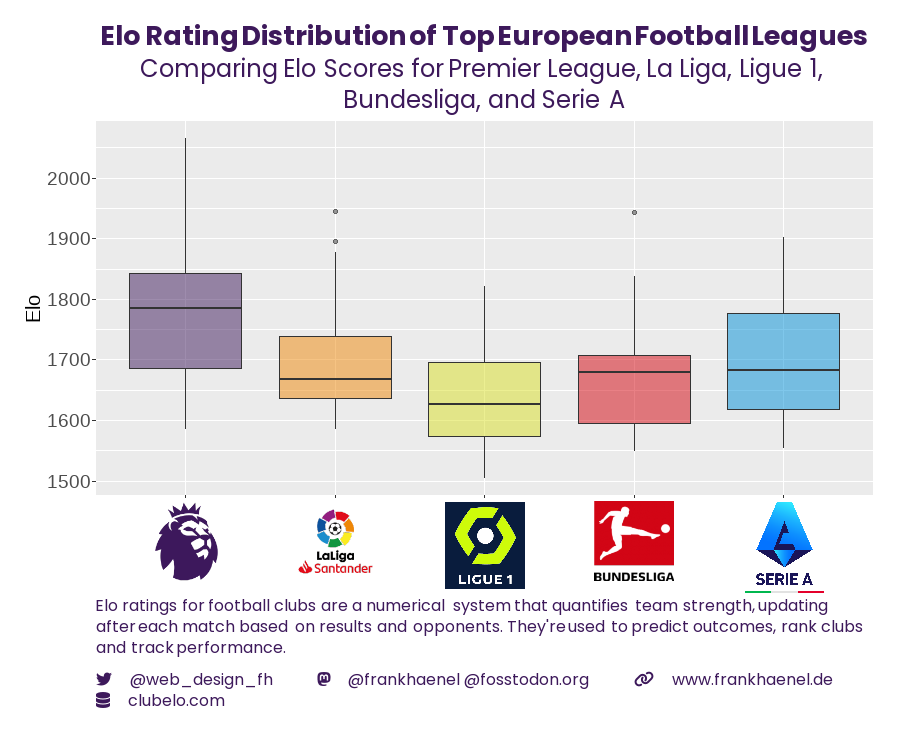 Elo Rating Distribution of Top European Football Leagues
Comparing Elo Scores for Premier League, La Liga, Ligue 1,
Bundesliga, and Serie A
Elo
2000
1900
1800
1700
1600
1500
LaLiga
Santander
LIGUE 1
BUNDESLIGA
SERIE A
Elo ratings for football clubs are a numerical system that quantifies team strength, updating
after each match based on results and opponents. They're used to predict outcomes, rank clubs
and track performance.
@web_design_fh @frankhaenel @fosstodon.org www.frankhaenel.de
clubelo.com